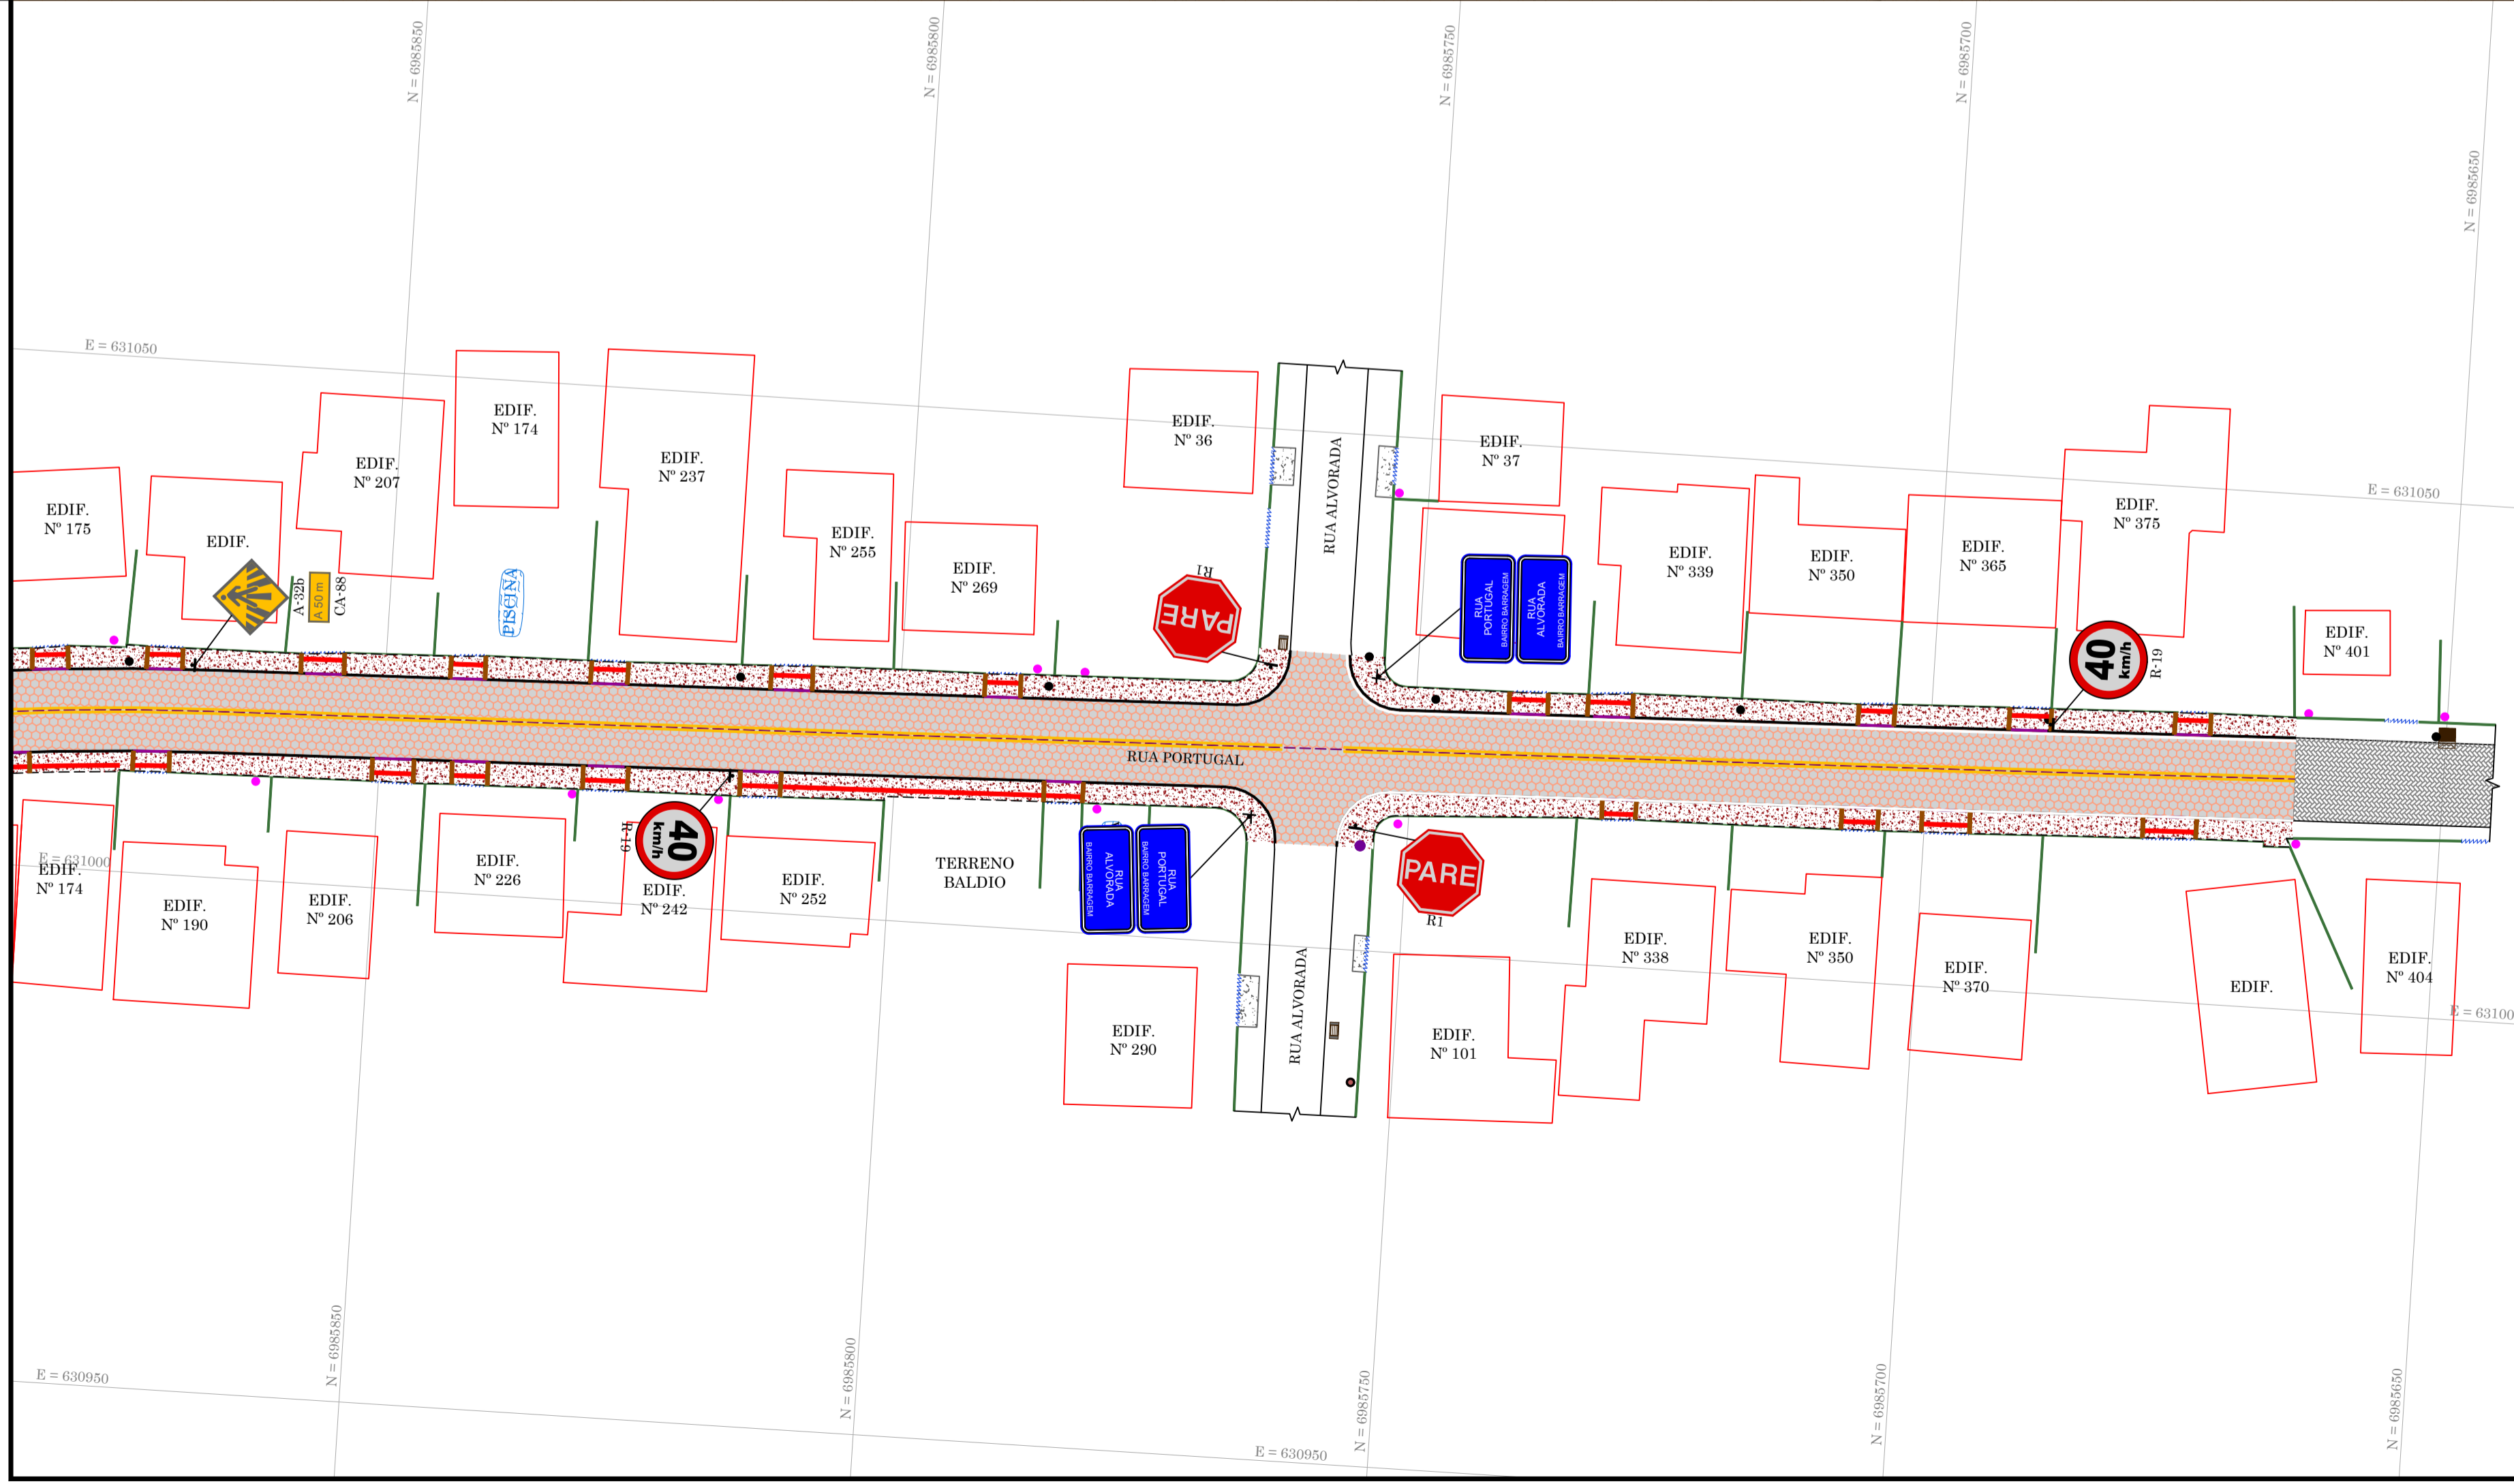 N = 6985850
N = 6985800
N = 6985750
N = 6985700
N = 6985650
E = 631050
E = 631050
EDIF.
Nº 175
EDIF.
EDIF.
Nº 207
EDIF.
Nº 174
EDIF.
Nº 237
EDIF.
Nº 255
EDIF.
Nº 269
EDIF.
Nº 36
EDIF.
Nº 37
EDIF.
Nº 339
EDIF.
Nº 350
EDIF.
Nº 365
EDIF.
Nº 375
EDIF.
Nº 401
A-32b
A 50 m
CA-88
PISCINA
R1
PARE
RUA ALVORADA
RUA
PORTUGAL
BAIRRO BARRAGEM
RUA
ALVORADA
BAIRRO BARRAGEM
40
km/h
R-19
RUA PORTUGAL
E = 631000
EDIF.
Nº 174
EDIF.
Nº 190
EDIF.
Nº 206
EDIF.
Nº 226
R-19
40
km/h
EDIF.
Nº 242
EDIF.
Nº 252
TERRENO
BALDIO
RUA
ALVORADA
BAIRRO BARRAGEM
RUA
PORTUGAL
BAIRRO BARRAGEM
EDIF.
Nº 290
RUA ALVORADA
PARE
R1
EDIF.
Nº 101
EDIF.
Nº 338
EDIF.
Nº 350
EDIF.
Nº 370
EDIF.
EDIF.
Nº 404
E = 63100
E = 630950
E = 630950
N = 6985850
N = 6985800
N = 6985750
N = 6985700
N = 6985650